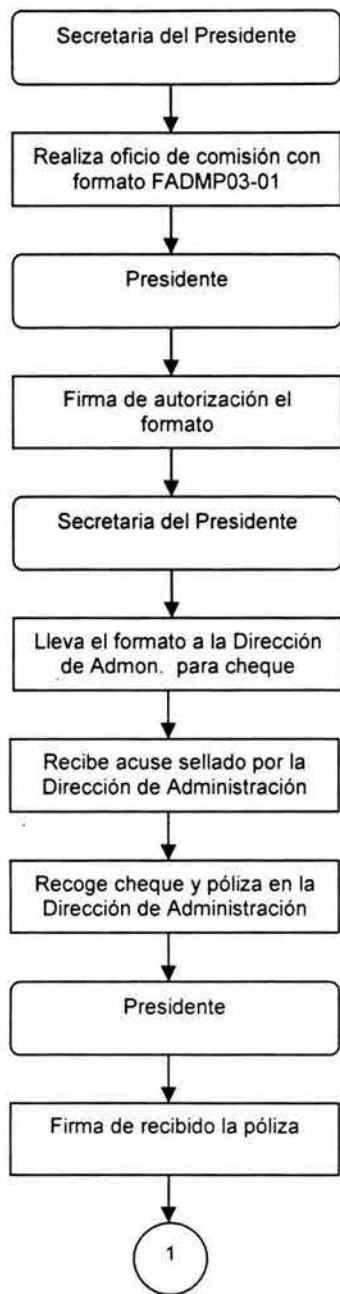 Secretaria del Presidente
Realiza oficio de comisión con
formato FADMP03-01
Presidente
Firma de autorización el
formato
Secretaria del Presidente
Lleva el formato a la Dirección
de Admon. para cheque
Recibe acuse sellado por la
Dirección de Administración
Recoge cheque y póliza en la
Dirección de Administración
Presidente
Firma de recibido la póliza
1